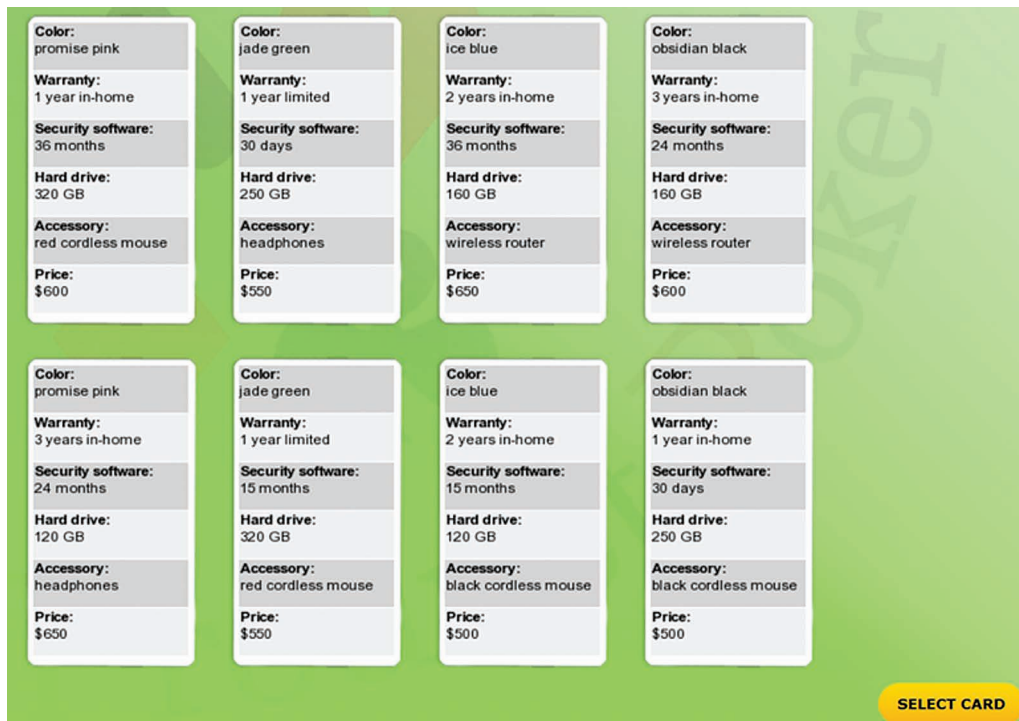 Color:
promise pink
Warranty:
1 year in-home
Security software:
36 months
Hard drive:
320 GB
Accessory:
red cordless mouse
Price:
$600
Color:
jade green
Warranty:
1 year limited
Security software:
30 days
Hard drive:
250 GB
Accessory:
headphones
Price:
$550
Color:
ice blue
Warranty:
2 years in-home
Security software:
36 months
Hard drive:
160 GB
Accessory:
wireless router
Price:
$650
Color:
obsidian black
Warranty:
3 years in-home
Security software:
24 months
Hard drive:
160 GB
Accessory:
wireless router
Price:
$600
Color:
promise pink
Warranty:
3 years in-home
Security software:
24 months
Hard drive:
120 GB
Accessory:
headphones
Price:
$650
Color:
jade green
Warranty:
1 year limited
Security software:
15 months
Hard drive:
320 GB
Accessory:
red cordless mouse
Price:
$550
Color:
ice blue
Warranty:
2 years in-home
Security software:
15 months
Hard drive:
120 GB
Accessory:
black cordless mouse
Price:
$500
Color:
obsidian black
Warranty:
1 year in-home
Security software:
30 days
Hard drive:
250 GB
Accessory:
black cordless mouse
Price:
$500
Poker
SELECT CARD